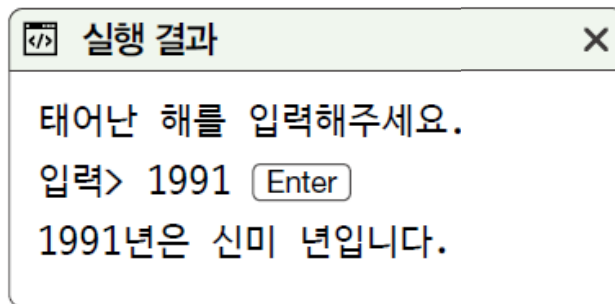 </> 실행 결과 ×
태어난 해를 입력해주세요.
입력> 1991 Enter
1991년은 신미 년입니다.